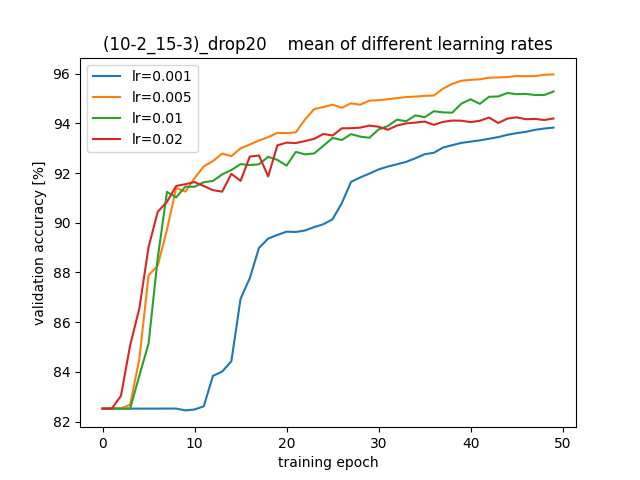 (10-2_15-3)_drop20    mean of different learning rates
lr=0.001
lr=0.005
lr=0.01
lr=0.02
validation accuracy [%]
96
94
92
90
88
86
84
82
0 10 20 30 40 50
training epoch